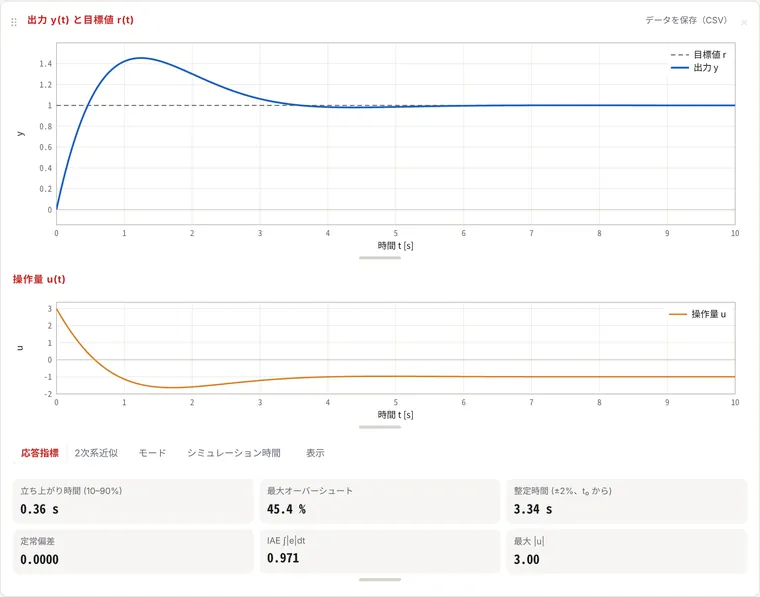 出力 y(t) と目標値 r(t)
データを保存（CSV）
目標値 r
出力 y
1.4
1.2
1
0.8
0.6
0.4
0.2
0
y
0 1 2 3 4 5 6 7 8 9 10
時間 t [s]
操作量 u(t)
操作量 u
3
2
1
0
-1
-2
u
0 1 2 3 4 5 6 7 8 9 10
時間 t [s]
応答指標 2次系近似 モード シミュレーション時間 表示
立ち上がり時間 (10–90%)
0.36 s
最大オーバーシュート
45.4 %
整定時間 (±2%、t₀ から)
3.34 s
定常偏差
0.0000
IAE ∫|e|dt
0.971
最大 |u|
3.00